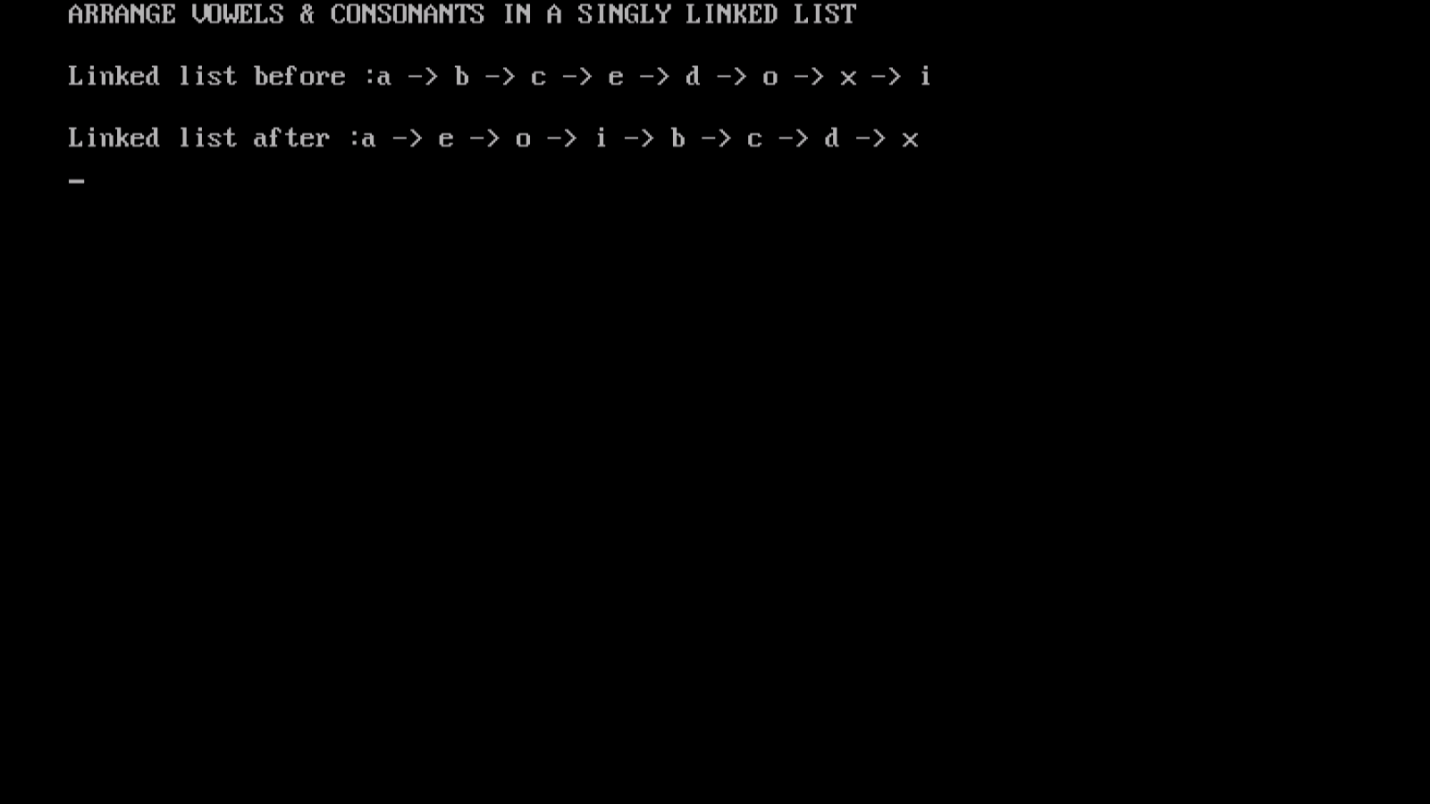 ARRANGE VOWELS & CONSONANTS IN A SINGLY LINKED LIST
Linked list before :a -> b -> c -> e -> d -> o -> x -> i
Linked list after :a -> e -> o -> i -> b -> c -> d -> x